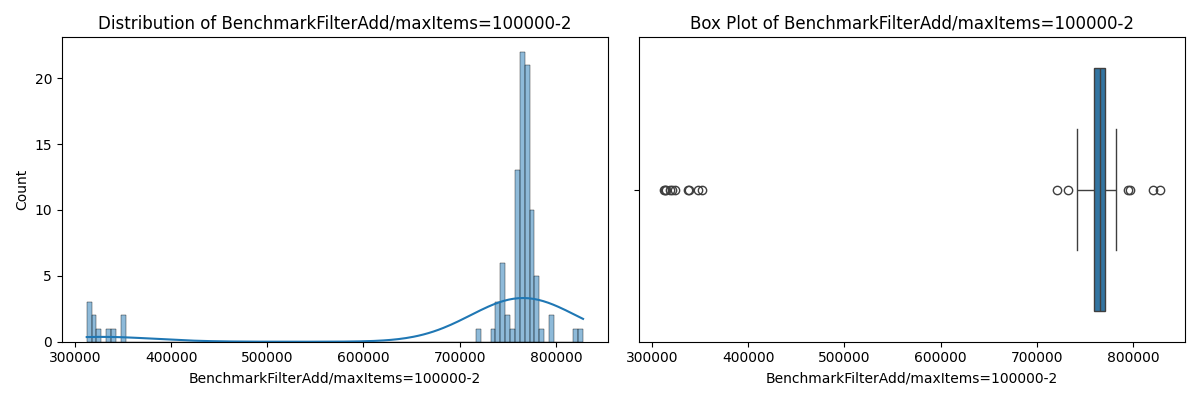 Distribution of BenchmarkFilterAdd/maxItems=100000-2
Count
20
15
10
5
0
300000 400000 500000 600000 700000 800000
BenchmarkFilterAdd/maxItems=100000-2
Box Plot of BenchmarkFilterAdd/maxItems=100000-2
300000 400000 500000 600000 700000 800000
BenchmarkFilterAdd/maxItems=100000-2